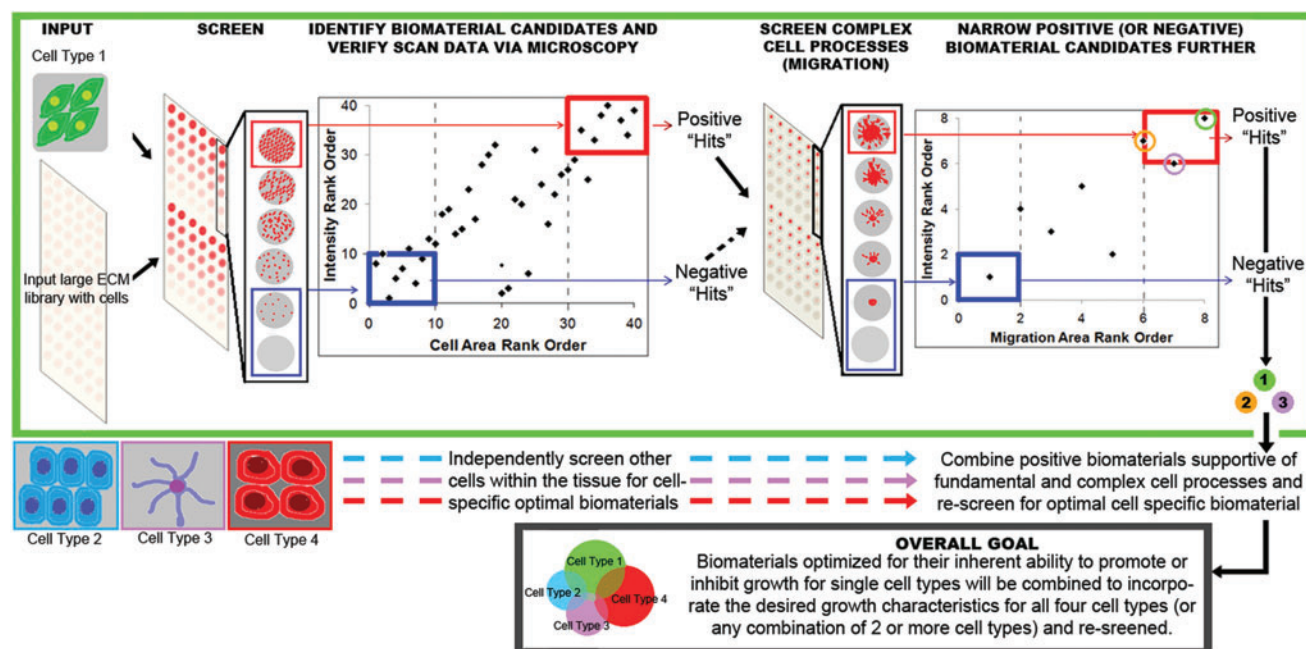 INPUT
Cell Type 1
Input large ECM
library with cells
SCREEN
IDENTIFY BIOMATERIAL CANDIDATES AND
VERIFY SCAN DATA VIA MICROSCOPY
Intensity Rank Order
40
30
20
10
0
0 10 20 30 40
Cell Area Rank Order
Positive
“Hits”
Negative
“Hits”
SCREEN COMPLEX
CELL PROCESSES
(MIGRATION)
NARROW POSITIVE (OR NEGATIVE)
BIOMATERIAL CANDIDATES FURTHER
Intensity Rank Order
8
6
4
2
0
0 2 4 6 8
Migration Area Rank Order
Positive
“Hits”
Negative
“Hits”
1
2 3
Cell Type 2
Cell Type 3
Cell Type 4
Independently screen other
cells within the tissue for cell-
specific optimal biomaterials
Combine positive biomaterials supportive of
fundamental and complex cell processes and
re-screen for optimal cell specific biomaterial
Cell Type 1
Cell Type 2
Cell Type 4
Cell Type 3
OVERALL GOAL
Biomaterials optimized for their inherent ability to promote or
inhibit growth for single cell types will be combined to incorpo-
rate the desired growth characteristics for all four cell types (or
any combination of 2 or more cell types) and re-sreened.